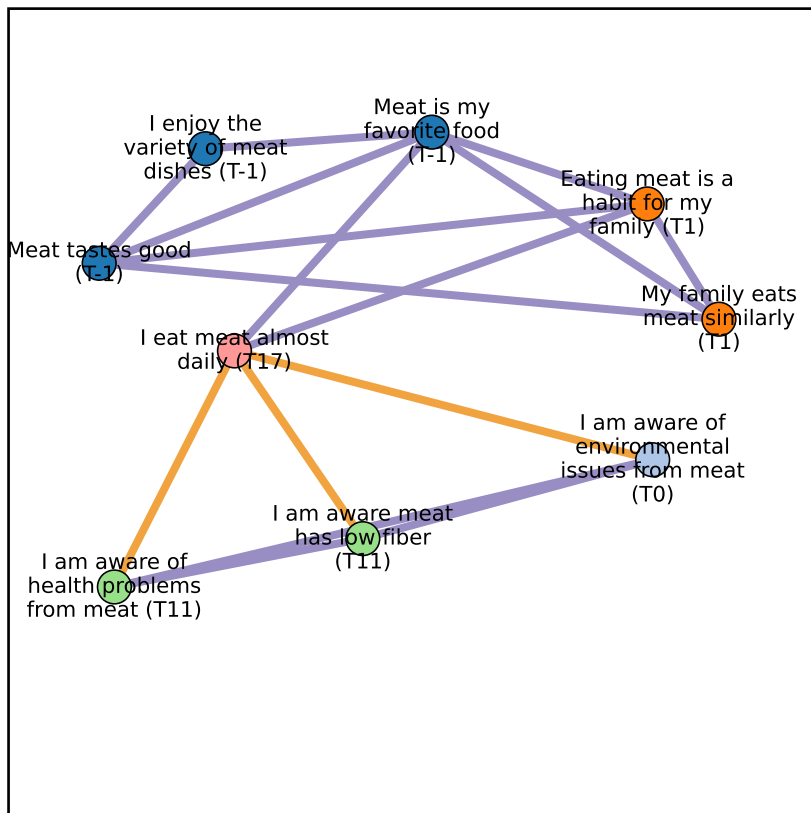 Meat is my
favorite food
(T-1)
I enjoy the
variety of meat
dishes (T-1)
Eating meat is a
habit for my
family (T1)
Meat tastes good
(T-1)
My family eats
meat similarly
(T1)
I eat meat almost
daily (T17)
I am aware of
environmental
issues from meat
(T0)
I am aware meat
has low fiber
(T11)
I am aware of
health problems
from meat (T11)